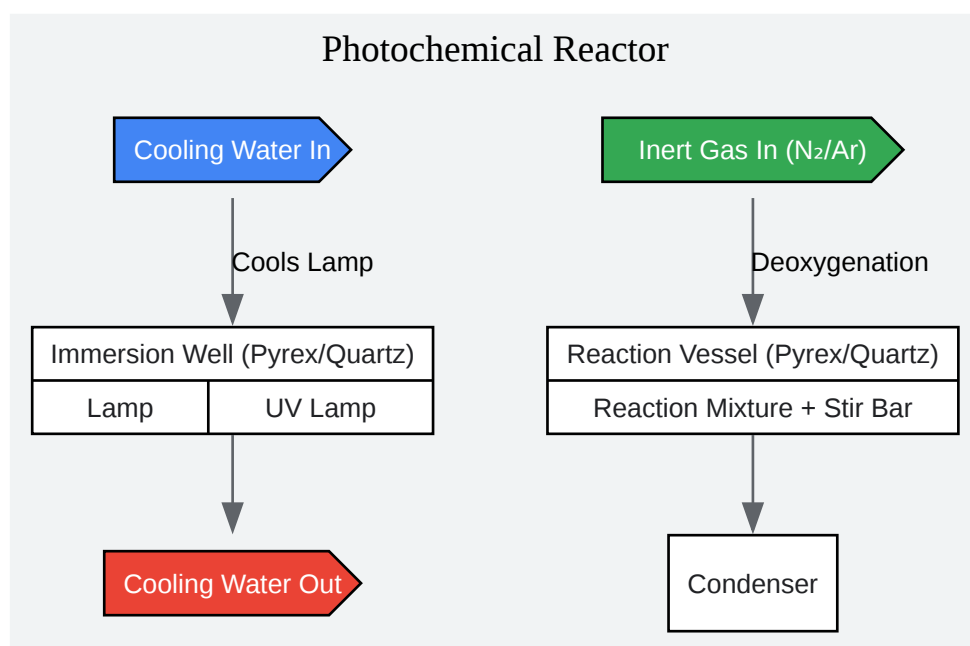 Photochemical Reactor
Cooling Water In
Inert Gas In (N₂/Ar)
Cools Lamp
Deoxygenation
Immersion Well (Pyrex/Quartz)
Lamp
UV Lamp
Reaction Vessel (Pyrex/Quartz)
Reaction Mixture + Stir Bar
Cooling Water Out
Condenser